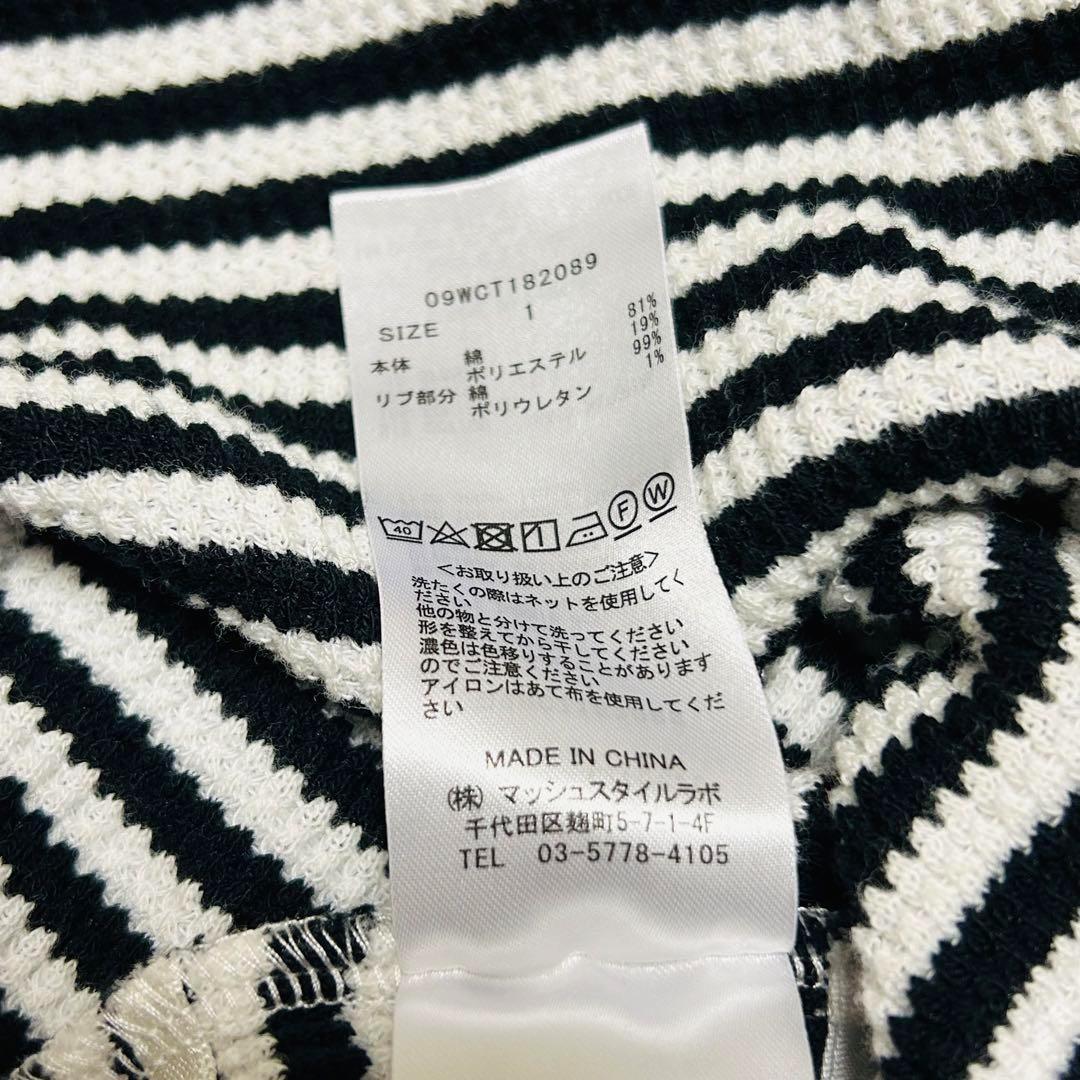 09WCT182089
SIZE 1
本体 綿 81%
ポリエステル 19%
リブ部分 綿 99%
ポリウレタン 1%
40 F W
<お取り扱い上のご注意>
洗たくの際はネットを使用してく
ださい
他の物と分けて洗ってください
形を整えてから干してください
濃色は色移りすることがあります
のでご注意ください
アイロンはあて布を使用してくだ
さい
MADE IN CHINA
(株) マッシュスタイルラボ
千代田区麹町5-7-1-4F
TEL 03-5778-4105